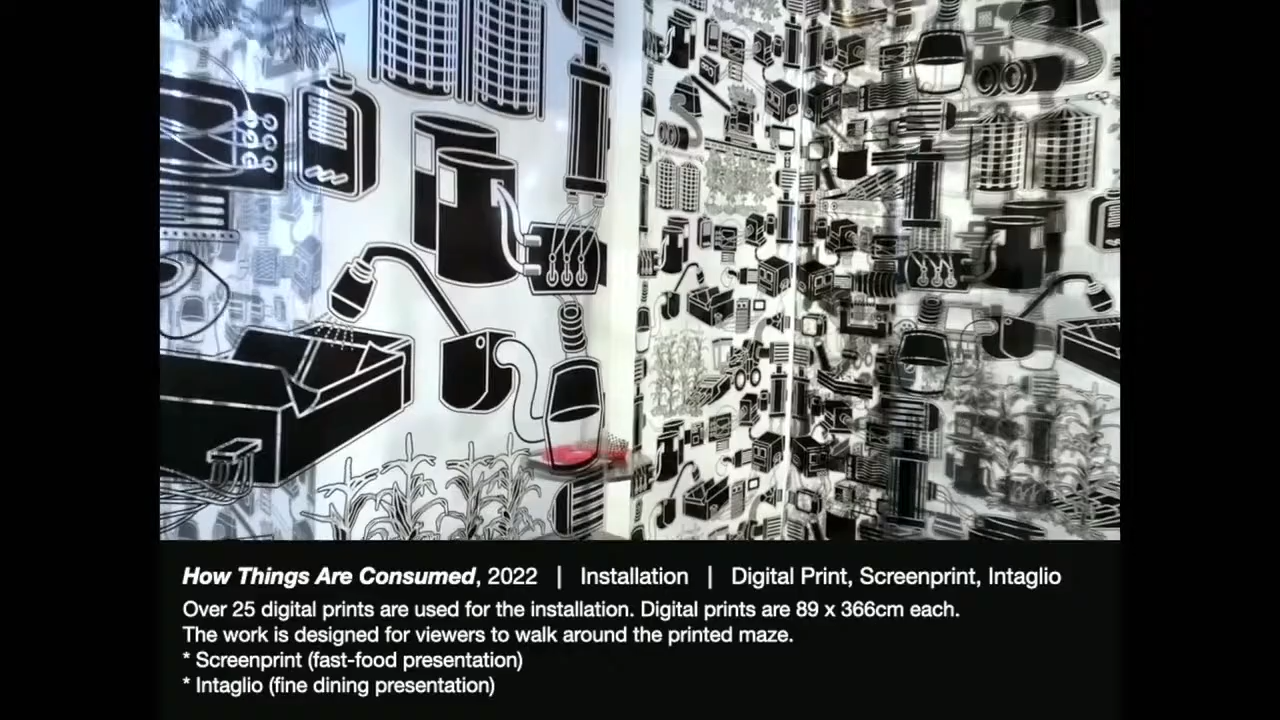 How Things Are Consumed, 2022 | Installation | Digital Print, Screenprint, Intaglio
Over 25 digital prints are used for the installation. Digital prints are 89 x 366cm each.
The work is designed for viewers to walk around the printed maze.
* Screenprint (fast-food presentation)
* Intaglio (fine dining presentation)